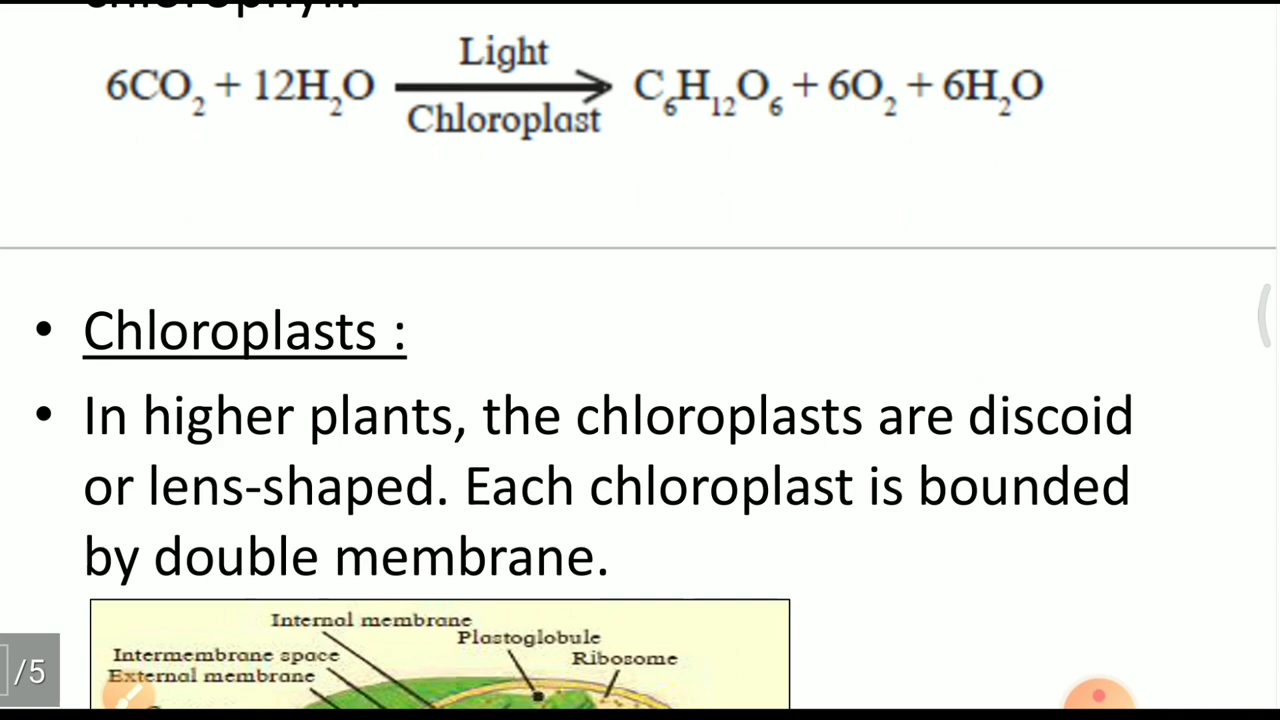 chlorophyll.
Light
6CO₂ + 12H₂O ⟶ C₆H₁₂O₆ + 6O₂ + 6H₂O
Chloroplast
• Chloroplasts :
• In higher plants, the chloroplasts are discoid
or lens-shaped. Each chloroplast is bounded
by double membrane.
Internal membrane
Plastoglobule
Intermembrane space
Ribosome
External membrane
/5